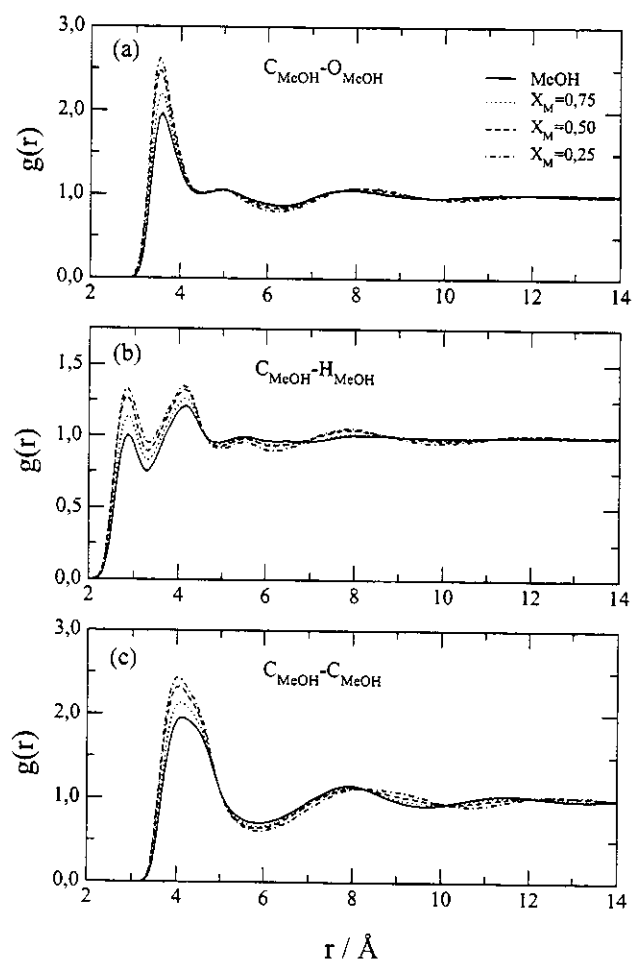 3,0
(a)
C_MeOH-O_MeOH
MeOH
X_M=0,75
X_M=0,50
X_M=0,25
2,0
g(r)
1,0
0,0
2 4 6 8 10 12 14
(b)
C_MeOH-H_MeOH
1,5
1,0
g(r)
0,5
0,0
2 4 6 8 10 12 14
3,0
(c)
C_MeOH-C_MeOH
2,0
g(r)
1,0
0,0
2 4 6 8 10 12 14
r / Å